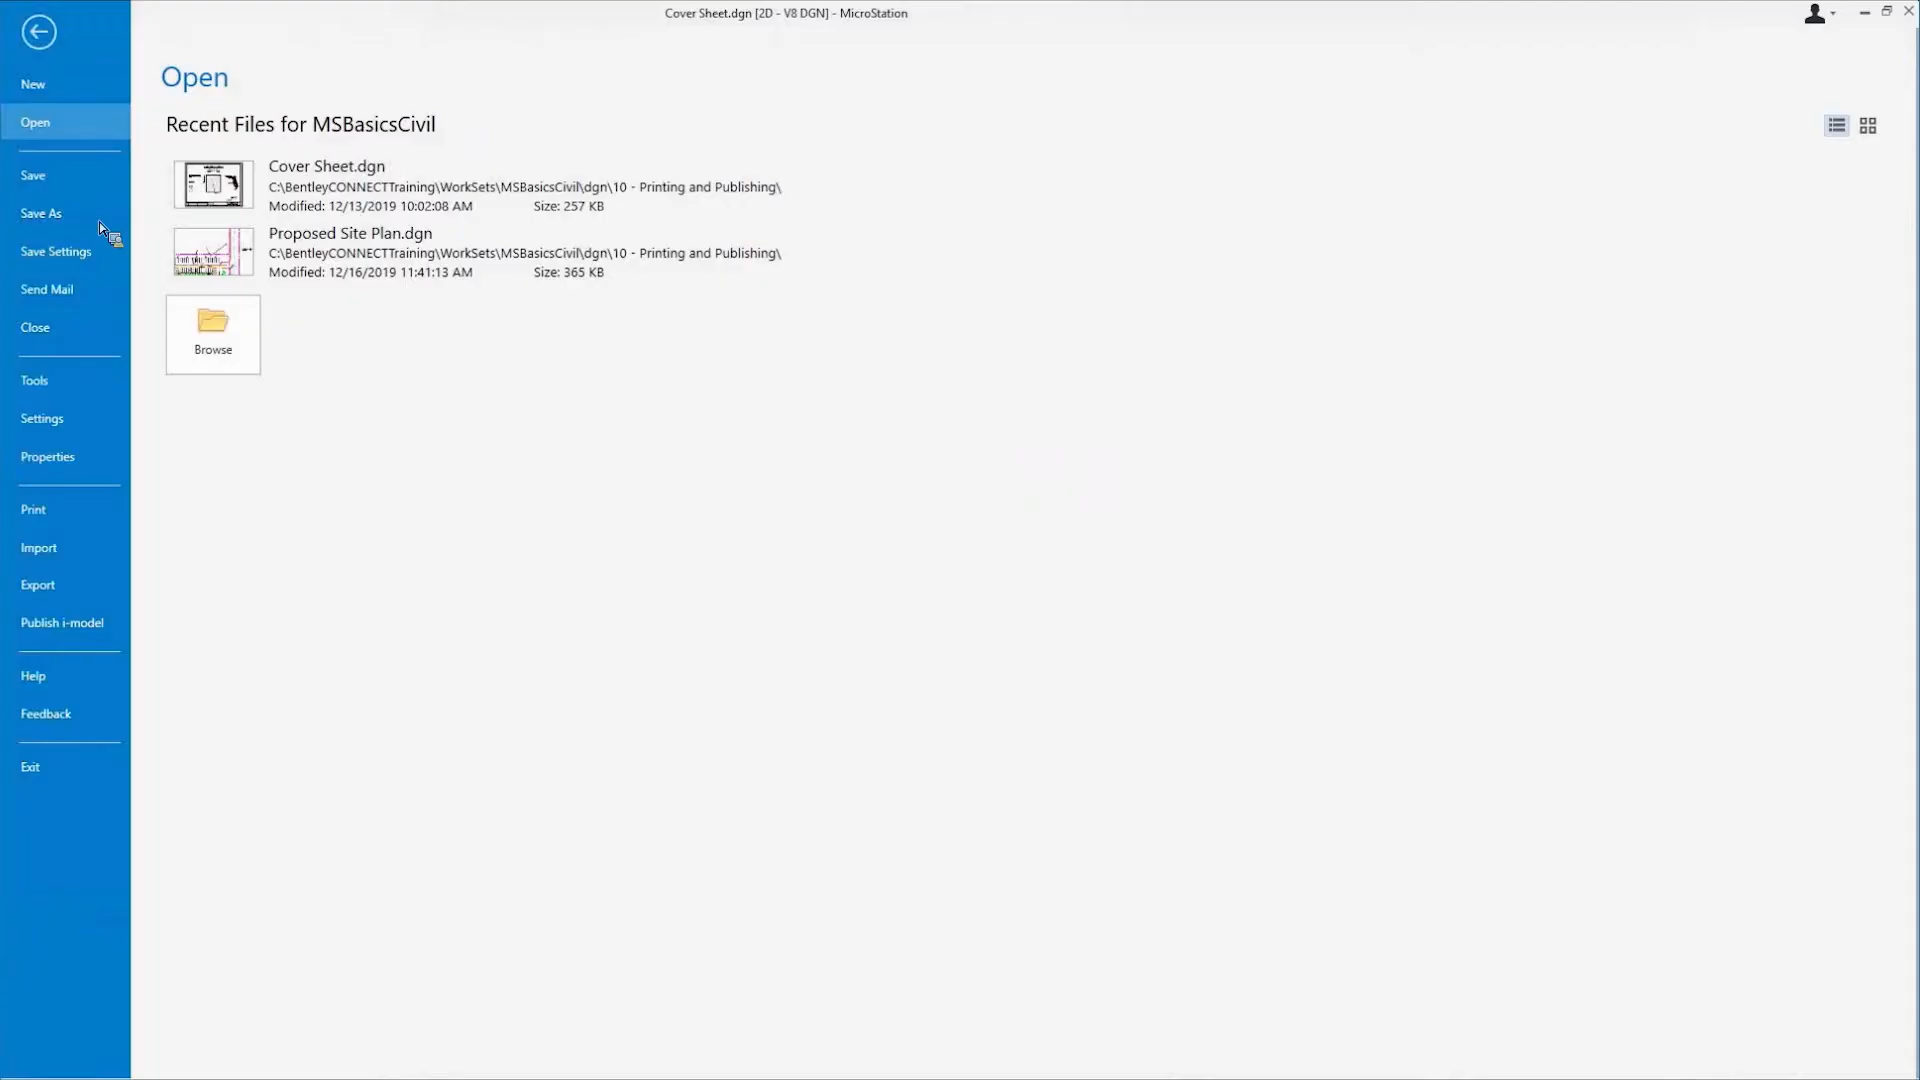 Cover Sheet.dgn [2D - V8 DGN] - MicroStation
New
Open
Save
Save As
Save Settings
Send Mail
Close
Tools
Settings
Properties
Print
Import
Export
Publish i-model
Help
Feedback
Exit
Open
Recent Files for MSBasicsCivil
Cover Sheet.dgn
C:\BentleyCONNECTTraining\WorkSets\MSBasicsCivil\dgn\10 - Printing and Publishing\
Modified: 12/13/2019 10:02:08 AM Size: 257 KB
Proposed Site Plan.dgn
C:\BentleyCONNECTTraining\WorkSets\MSBasicsCivil\dgn\10 - Printing and Publishing\
Modified: 12/16/2019 11:41:13 AM Size: 365 KB
Browse